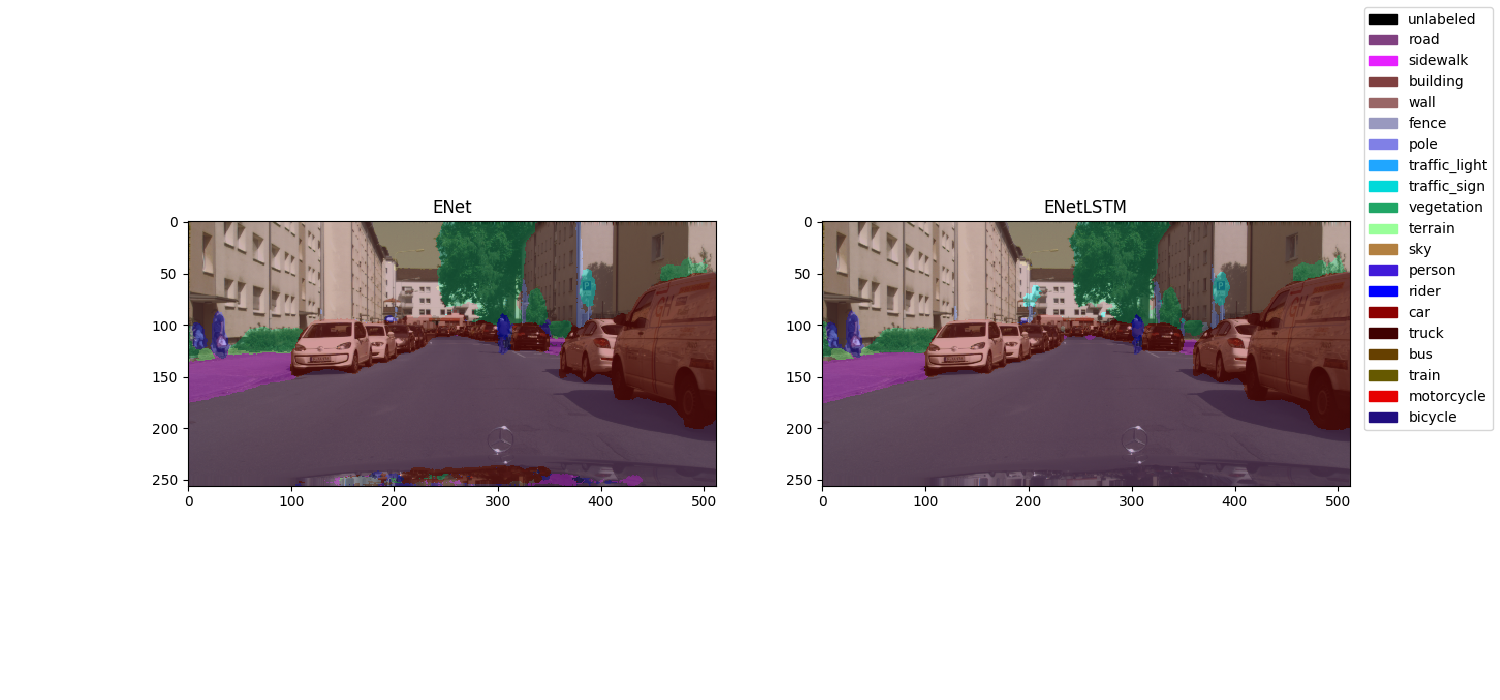 ENet
0
50
100
150
200
250
0 100 200 300 400 500
ENetLSTM
0
50
100
150
200
250
0 100 200 300 400 500
unlabeled
road
sidewalk
building
wall
fence
pole
traffic_light
traffic_sign
vegetation
terrain
sky
person
rider
car
truck
bus
train
motorcycle
bicycle